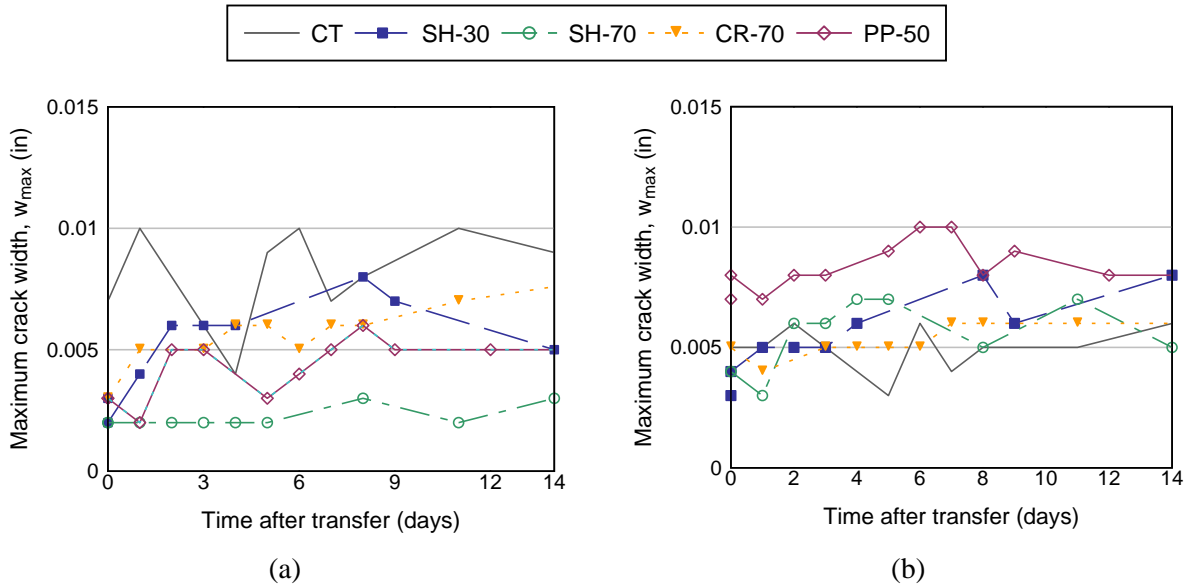 CT SH-30 SH-70 CR-70 PP-50
0.015
0.01
0.005
0
Maximum crack width, w_max (in)
0 3 6 9 12 14
Time after transfer (days)
(a)
0.015
0.01
0.005
0
Maximum crack width, w_max (in)
0 2 4 6 8 10 12 14
Time after transfer (days)
(b)